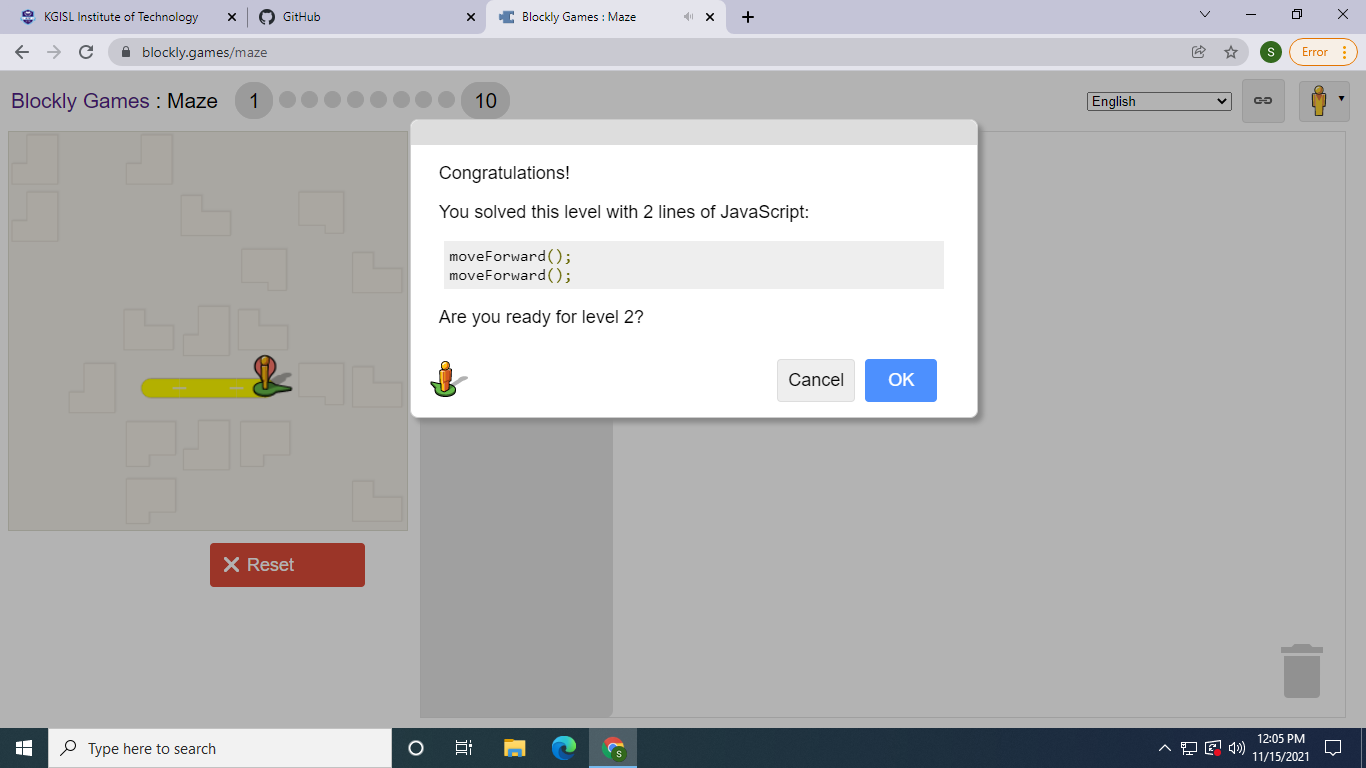 KGISL Institute of Technology
GitHub
Blockly Games : Maze
blockly.games/maze
S
Error
Blockly Games : Maze
1
10
English
Congratulations!
You solved this level with 2 lines of JavaScript:
moveForward();
moveForward();
Are you ready for level 2?
Cancel
OK
Reset
Type here to search
S
12:05 PM
11/15/2021